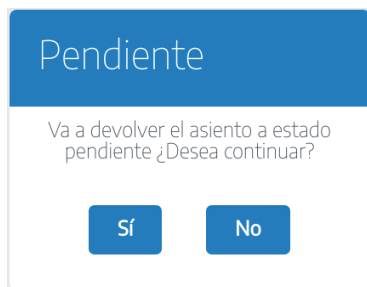 Pendiente
Va a devolver el asiento a estado
pendiente ¿Desea continuar?
Sí
No